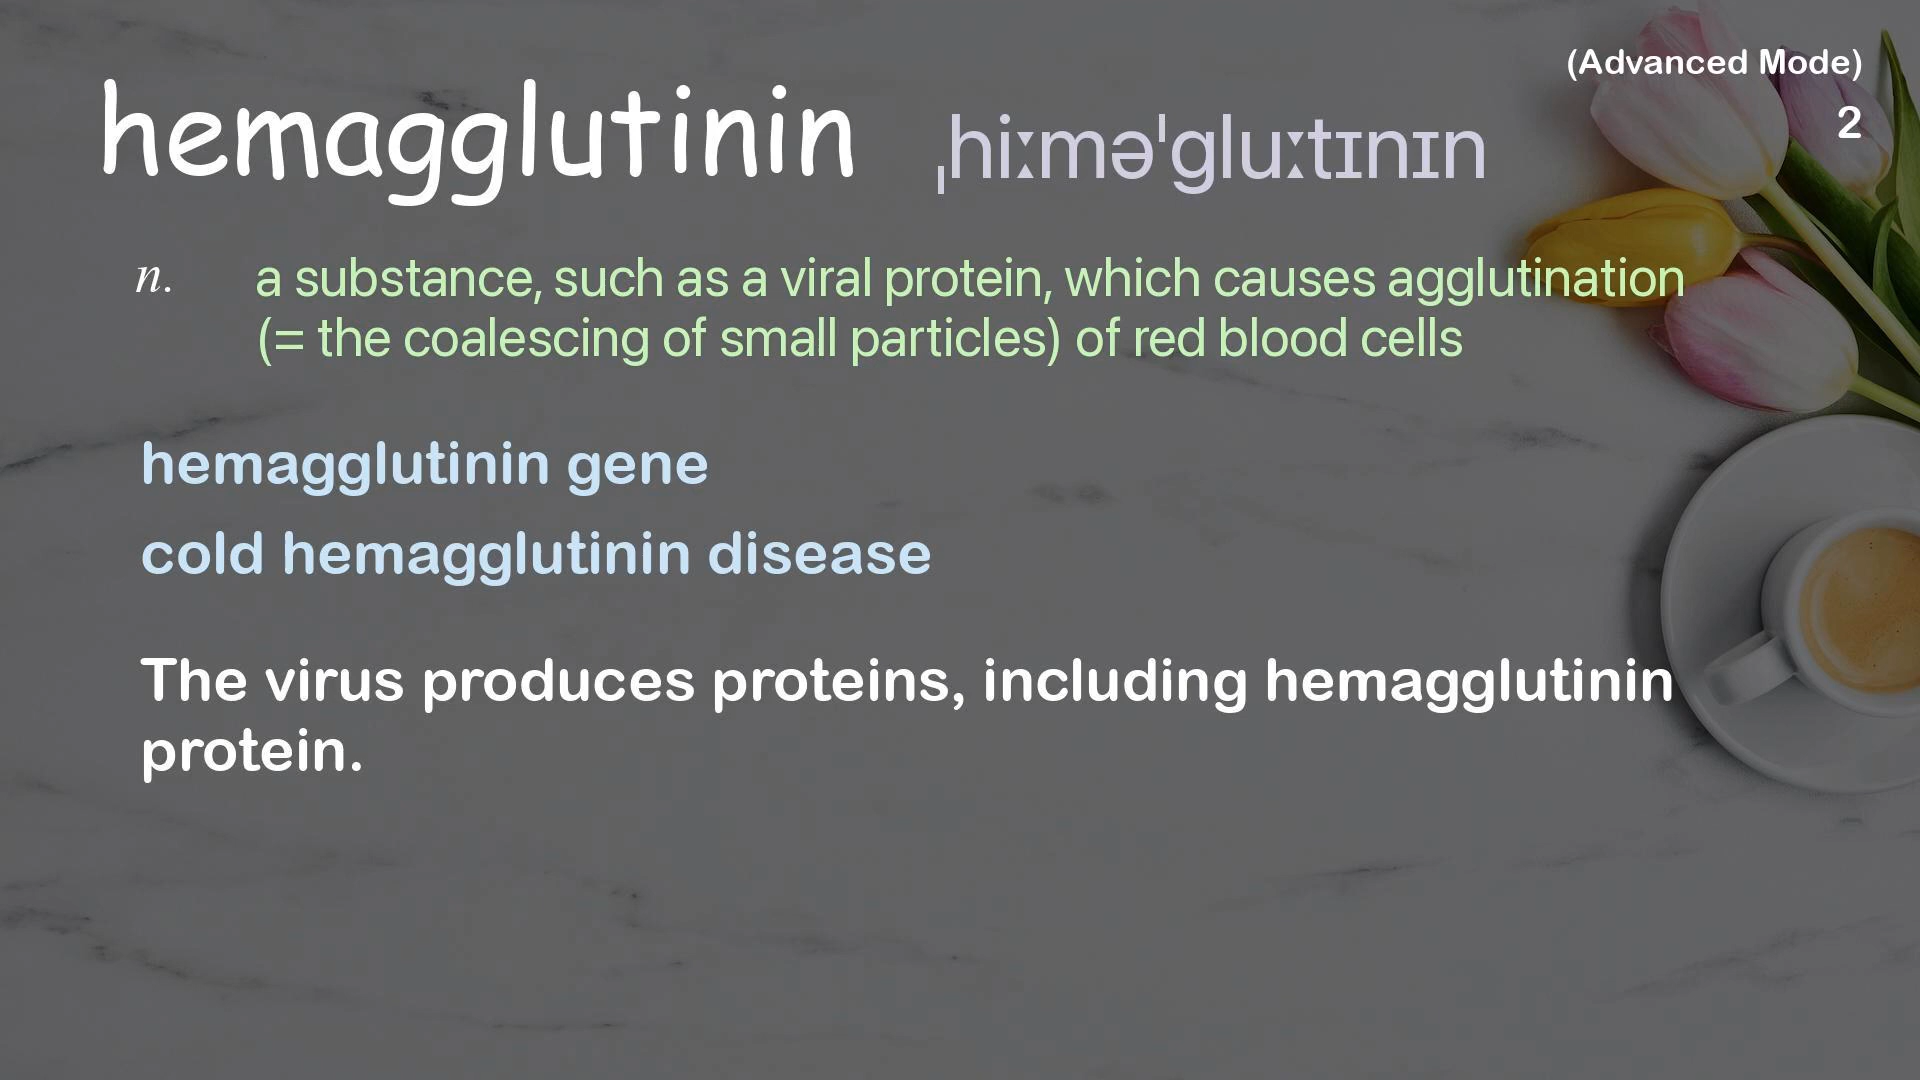 (Advanced Mode)
2
hemagglutinin ˌhiːməˈɡluːtɪnɪn
n. a substance, such as a viral protein, which causes agglutination
(= the coalescing of small particles) of red blood cells
hemagglutinin gene
cold hemagglutinin disease
The virus produces proteins, including hemagglutinin
protein.